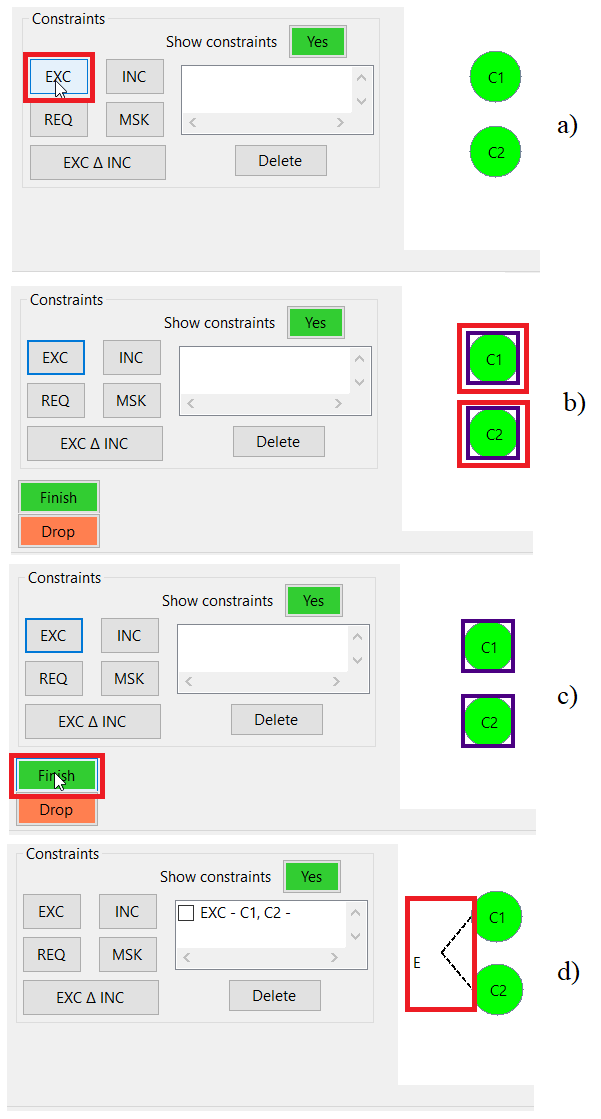 Constraints
Show constraints Yes
EXC INC C1
a)
REQ MSK
EXC Δ INC Delete C2
Constraints
Show constraints Yes
EXC INC C1
b)
REQ MSK
EXC Δ INC Delete C2
Finish
Drop
Constraints
Show constraints Yes
EXC INC C1
REQ MSK c)
EXC Δ INC Delete C2
Finish
Drop
Constraints
Show constraints Yes
EXC INC EXC - C1, C2 - C1
REQ MSK E d)
EXC Δ INC Delete C2